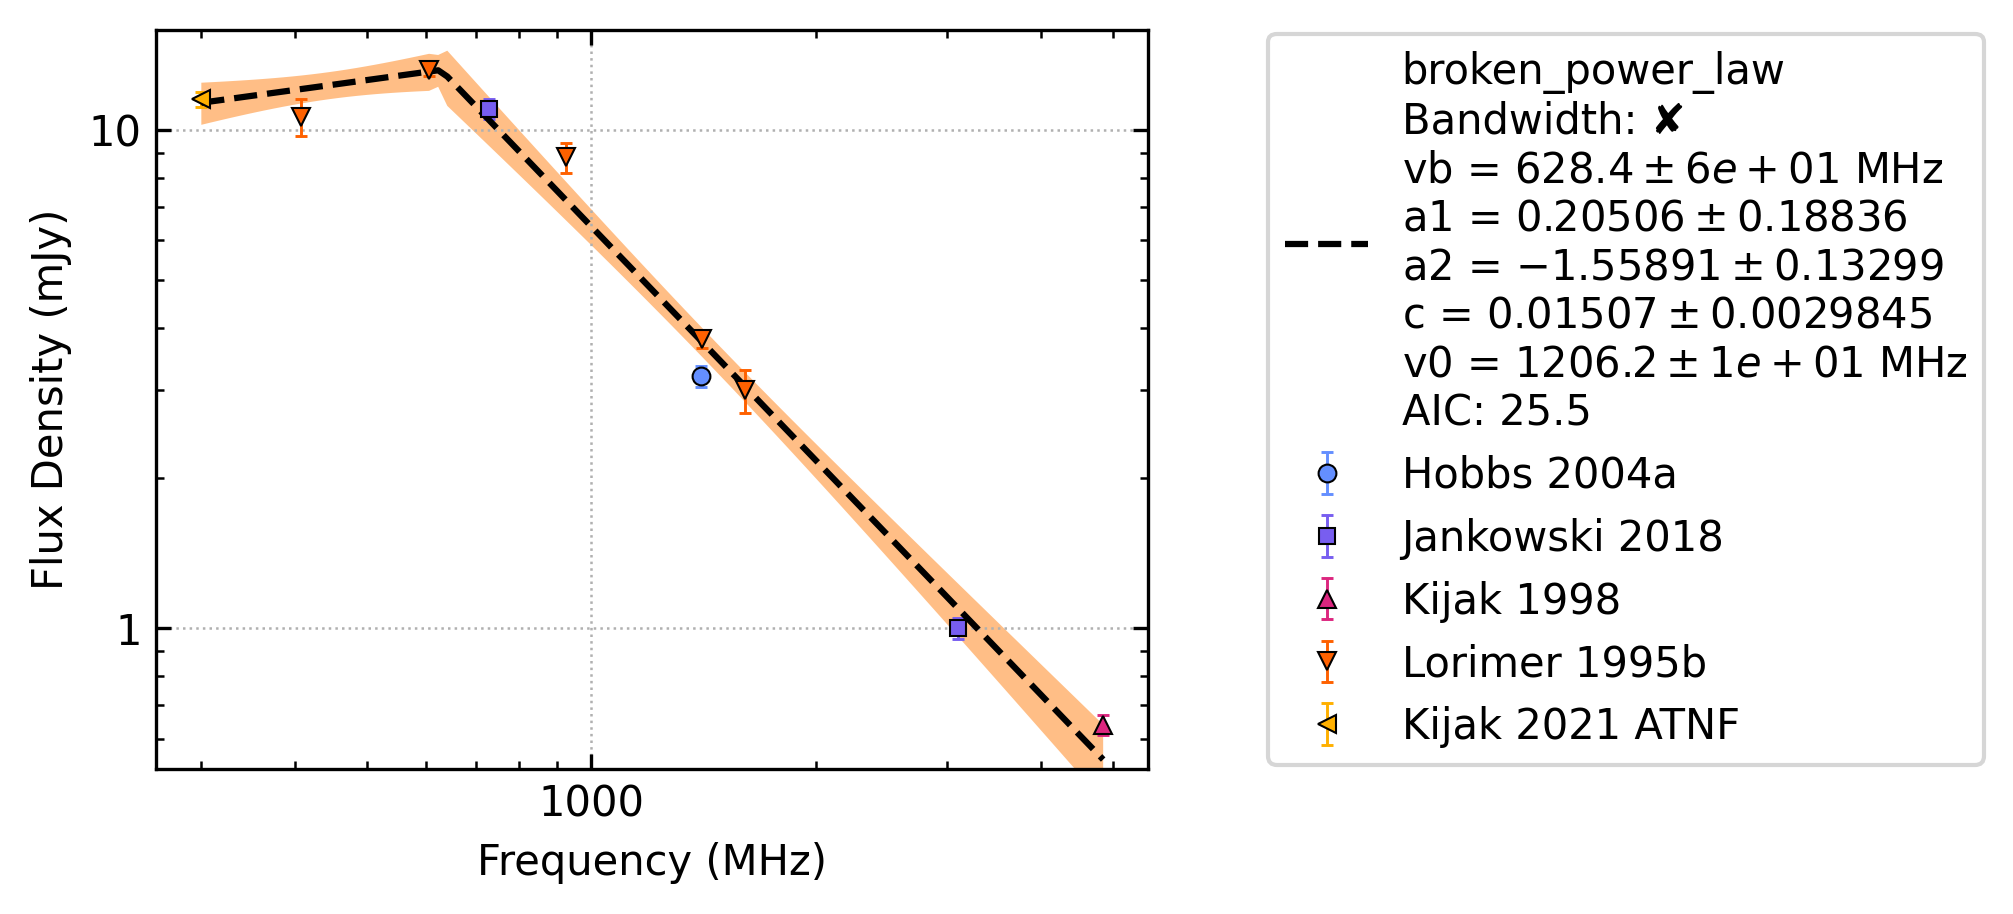 10
1
Flux Density (mJy)
1000
Frequency (MHz)
broken_power_law
Bandwidth: ✘
vb = 628.4 ± 6e + 01 MHz
a1 = 0.20506 ± 0.18836
a2 = −1.55891 ± 0.13299
c = 0.01507 ± 0.0029845
v0 = 1206.2 ± 1e + 01 MHz
AIC: 25.5
Hobbs 2004a
Jankowski 2018
Kijak 1998
Lorimer 1995b
Kijak 2021 ATNF